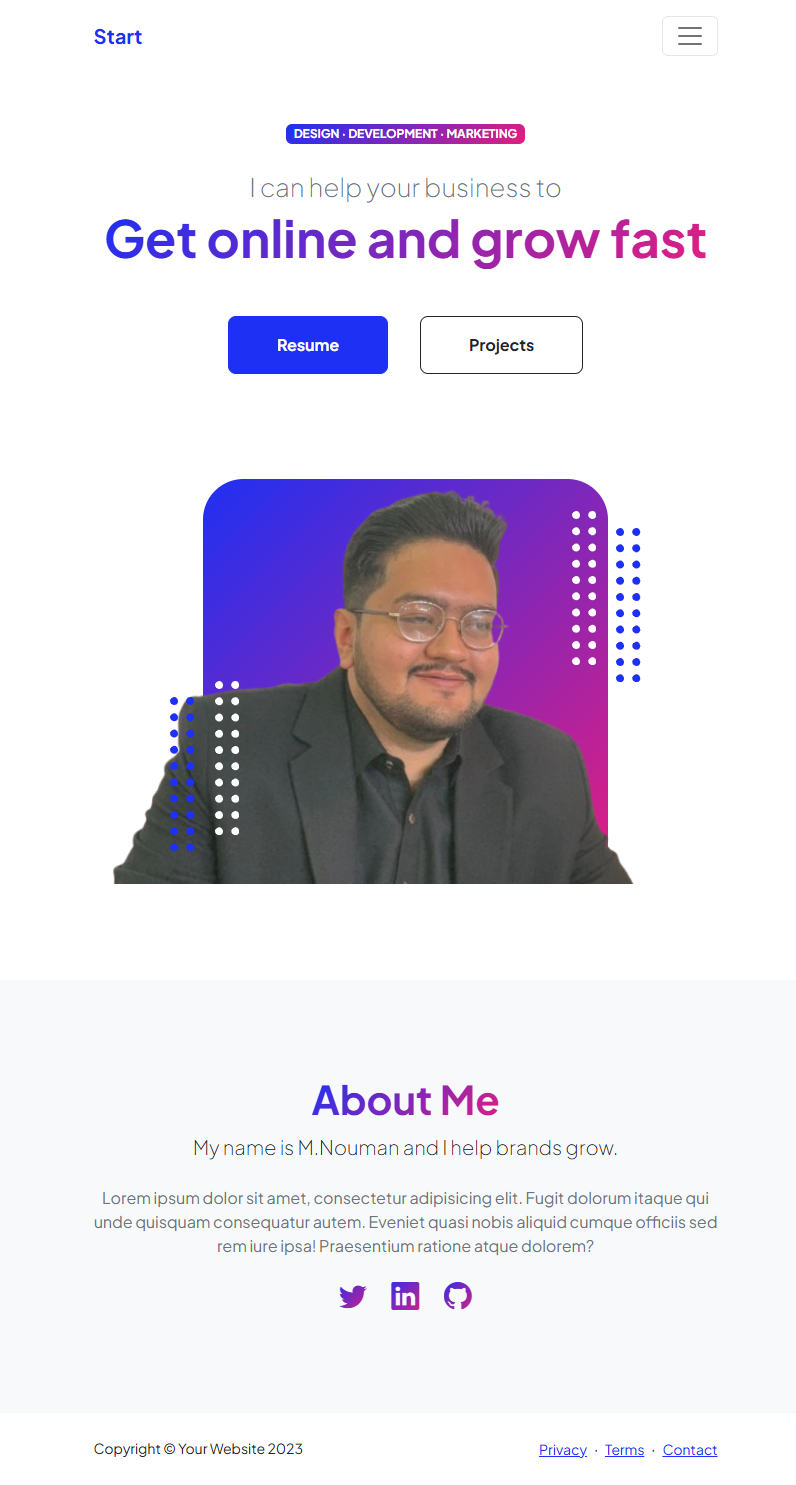 Start
DESIGN · DEVELOPMENT · MARKETING
I can help your business to
Get online and grow fast
Resume
Projects
About Me
My name is M.Nouman and I help brands grow.
Lorem ipsum dolor sit amet, consectetur adipisicing elit. Fugit dolorum itaque qui
unde quisquam consequatur autem. Eveniet quasi nobis aliquid cumque officiis sed
rem iure ipsa! Praesentium ratione atque dolorem?
in
Copyright © Your Website 2023
Privacy · Terms · Contact